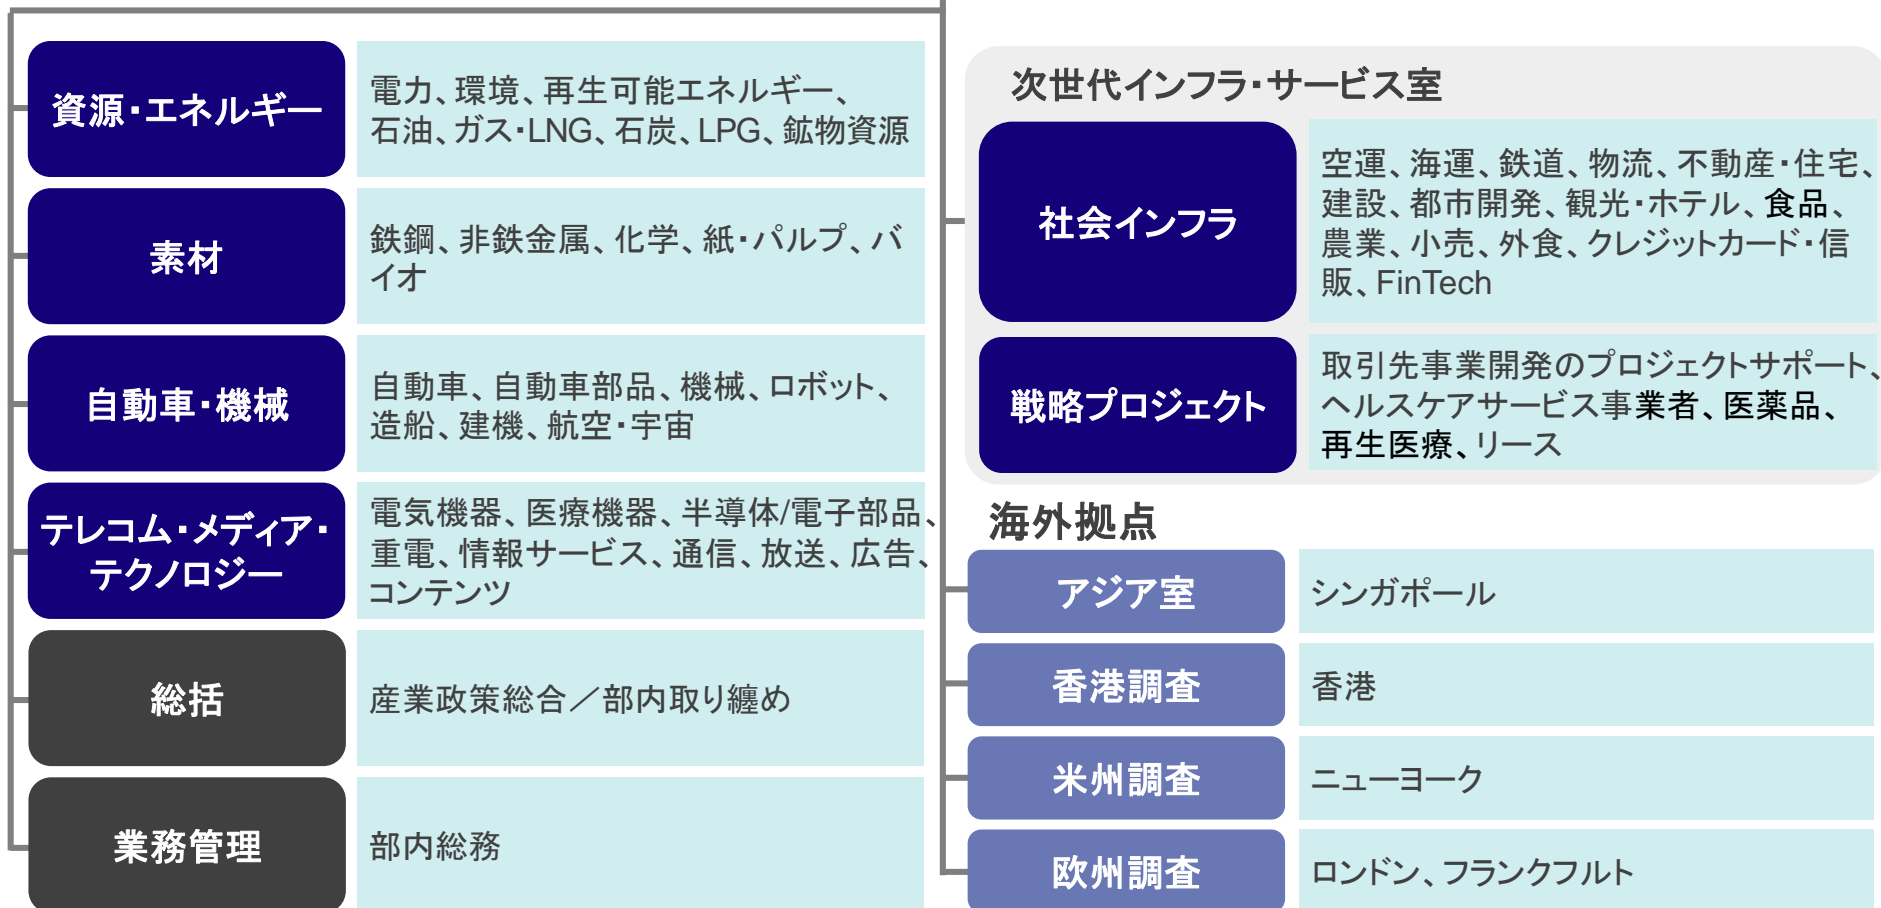 資源・エネルギー
電力、環境、再生可能エネルギー、
石油、ガス・LNG、石炭、LPG、鉱物資源
素材
鉄鋼、非鉄金属、化学、紙・パルプ、バ
イオ
自動車・機械
自動車、自動車部品、機械、ロボット、
造船、建機、航空・宇宙
テレコム・メディア・
テクノロジー
電気機器、医療機器、半導体/電子部品、
重電、情報サービス、通信、放送、広告、
コンテンツ
総括
産業政策総合／部内取り纏め
業務管理
部内総務
次世代インフラ・サービス室
社会インフラ
空運、海運、鉄道、物流、不動産・住宅、
建設、都市開発、観光・ホテル、食品、
農業、小売、外食、クレジットカード・信
販、FinTech
戦略プロジェクト
取引先事業開発のプロジェクトサポート、
ヘルスケアサービス事業者、医薬品、
再生医療、リース
海外拠点
アジア室
シンガポール
香港調査
香港
米州調査
ニューヨーク
欧州調査
ロンドン、フランクフルト